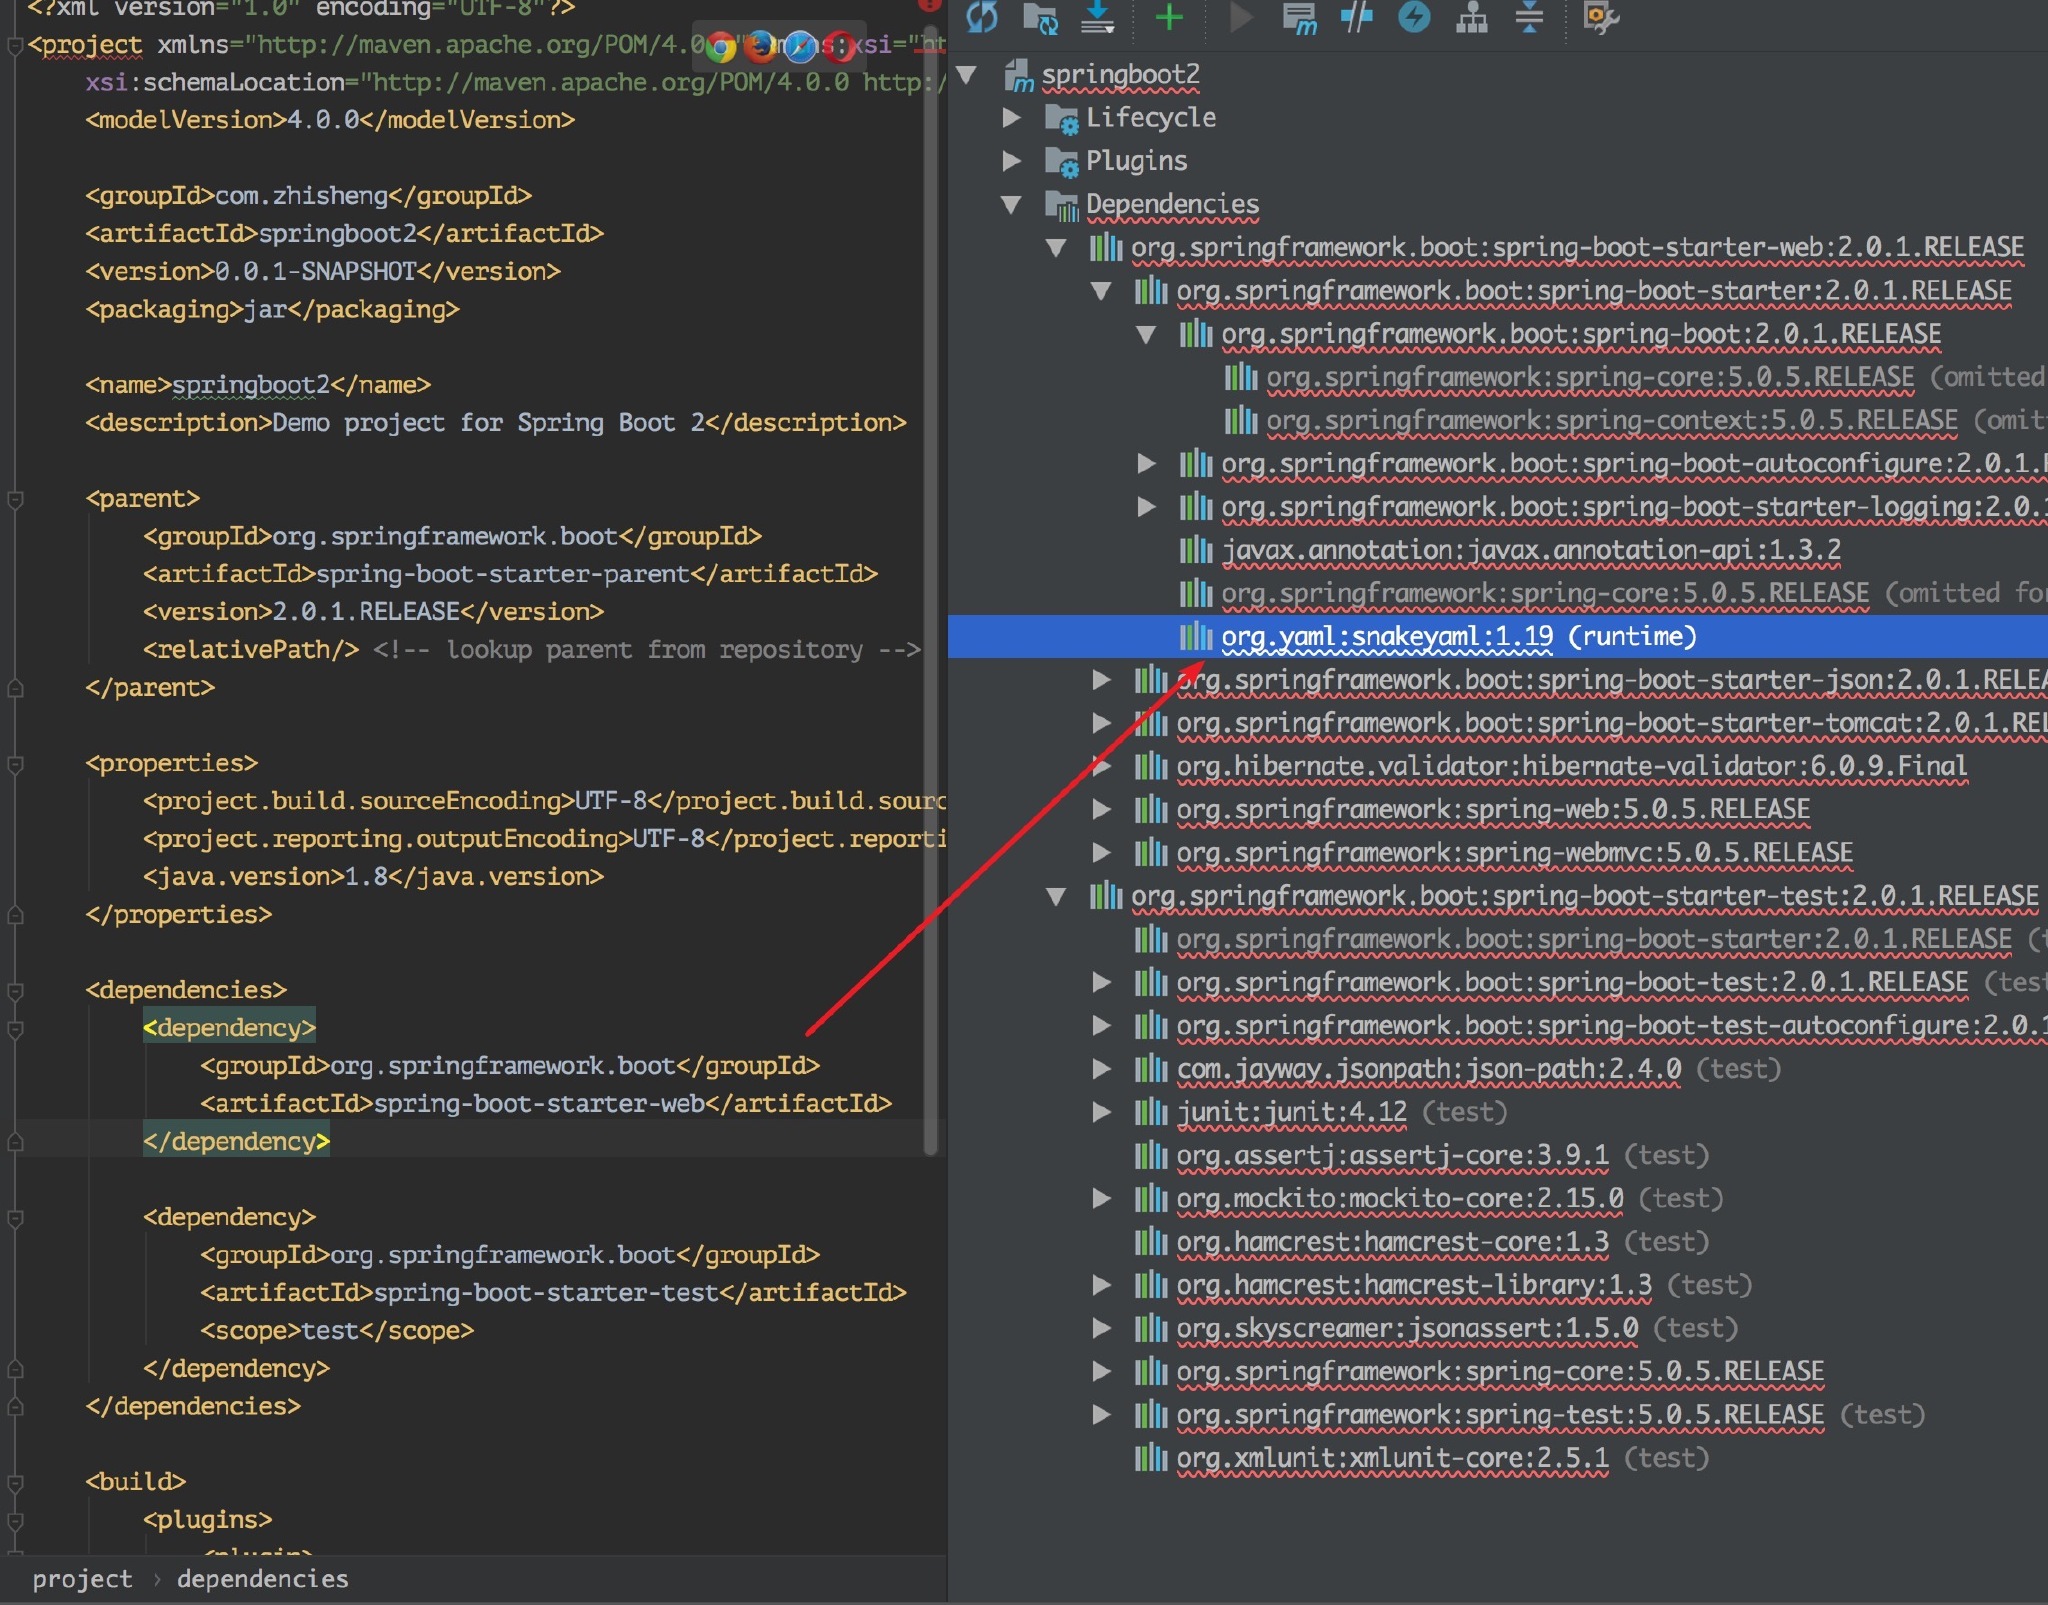 <?xml version="1.0" encoding="UTF-8"?>
<project xmlns="http://maven.apache.org/POM/4.0
xsi:schemaLocation="http://maven.apache.org/POM/4.0.0 http:/
<modelVersion>4.0.0</modelVersion>
<groupId>com.zhisheng</groupId>
<artifactId>springboot2</artifactId>
<version>0.0.1-SNAPSHOT</version>
<packaging>jar</packaging>
<name>springboot2</name>
<description>Demo project for Spring Boot 2</description>
<parent>
<groupId>org.springframework.boot</groupId>
<artifactId>spring-boot-starter-parent</artifactId>
<version>2.0.1.RELEASE</version>
<relativePath/> <!-- lookup parent from repository -->
</parent>
<properties>
<project.build.sourceEncoding>UTF-8</project.build.sourc
<project.reporting.outputEncoding>UTF-8</project.reporti
<java.version>1.8</java.version>
</properties>
<dependencies>
<dependency>
<groupId>org.springframework.boot</groupId>
<artifactId>spring-boot-starter-web</artifactId>
</dependency>
<dependency>
<groupId>org.springframework.boot</groupId>
<artifactId>spring-boot-starter-test</artifactId>
<scope>test</scope>
</dependency>
</dependencies>
<build>
<plugins>
<plugin>
project › dependencies
springboot2
Lifecycle
Plugins
Dependencies
org.springframework.boot:spring-boot-starter-web:2.0.1.RELEASE
org.springframework.boot:spring-boot-starter:2.0.1.RELEASE
org.springframework.boot:spring-boot:2.0.1.RELEASE
org.springframework:spring-core:5.0.5.RELEASE (omitted
org.springframework:spring-context:5.0.5.RELEASE (omit
org.springframework.boot:spring-boot-autoconfigure:2.0.1.R
org.springframework.boot:spring-boot-starter-logging:2.0.1
javax.annotation:javax.annotation-api:1.3.2
org.springframework:spring-core:5.0.5.RELEASE (omitted fo
org.yaml:snakeyaml:1.19 (runtime)
org.springframework.boot:spring-boot-starter-json:2.0.1.RELEA
org.springframework.boot:spring-boot-starter-tomcat:2.0.1.REL
org.hibernate.validator:hibernate-validator:6.0.9.Final
org.springframework:spring-web:5.0.5.RELEASE
org.springframework:spring-webmvc:5.0.5.RELEASE
org.springframework.boot:spring-boot-starter-test:2.0.1.RELEASE
org.springframework.boot:spring-boot-starter:2.0.1.RELEASE (t
org.springframework.boot:spring-boot-test:2.0.1.RELEASE (tes
org.springframework.boot:spring-boot-test-autoconfigure:2.0.1
com.jayway.jsonpath:json-path:2.4.0 (test)
junit:junit:4.12 (test)
org.assertj:assertj-core:3.9.1 (test)
org.mockito:mockito-core:2.15.0 (test)
org.hamcrest:hamcrest-core:1.3 (test)
org.hamcrest:hamcrest-library:1.3 (test)
org.skyscreamer:jsonassert:1.5.0 (test)
org.springframework:spring-core:5.0.5.RELEASE
org.springframework:spring-test:5.0.5.RELEASE (test)
org.xmlunit:xmlunit-core:2.5.1 (test)